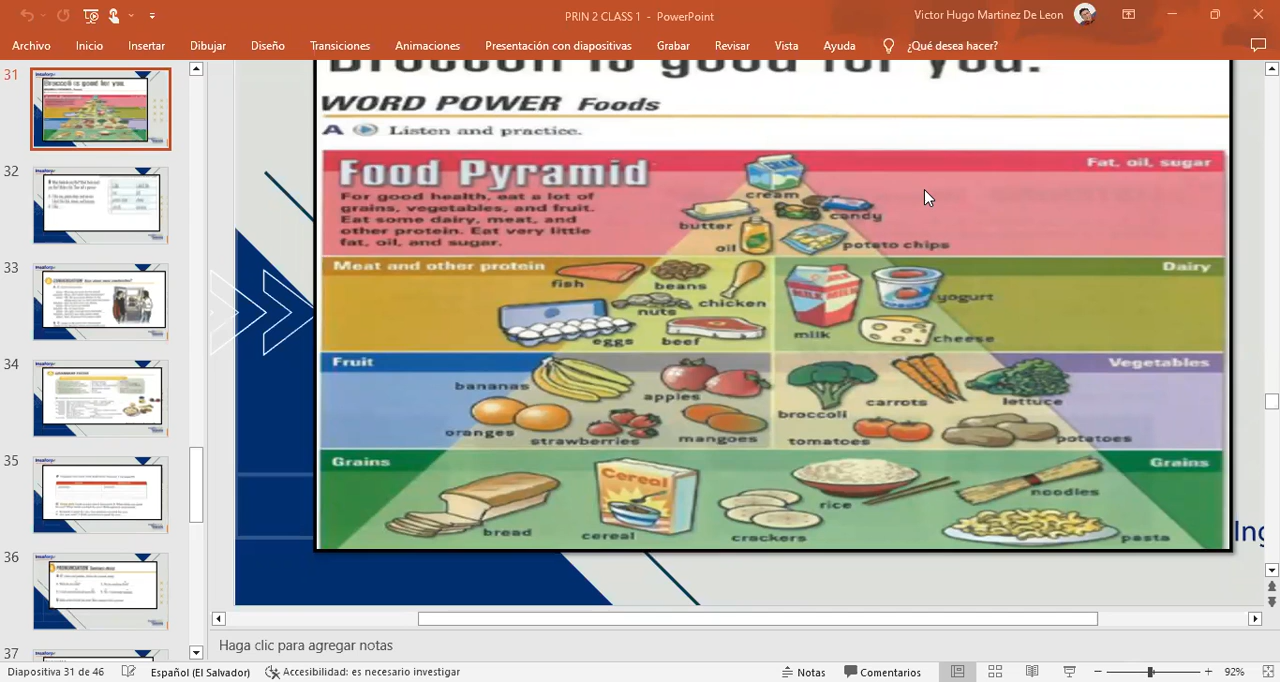 PRIN 2 CLASS 1 - PowerPoint
Victor Hugo Martinez De Leon
Archivo Inicio Insertar Dibujar Diseño Transiciones Animaciones Presentación con diapositivas Grabar Revisar Vista Ayuda ¿Qué desea hacer?
31
32
33
34
35
36
37
Broccoli is good for you.
WORD POWER Foods
A Listen and practice.
Food Pyramid
For good health, eat a lot of
grains, vegetables, and fruit.
Eat some dairy, meat, and
other protein. Eat very little
fat, oil, and sugar.
Fat, oil, sugar
cream
butter
candy
oil
potato chips
Meat and other protein
Dairy
fish
beans
chicken
nuts
eggs
beef
milk
yogurt
cheese
Fruit
Vegetables
bananas
apples
oranges
strawberries
mangoes
broccoli
carrots
lettuce
tomatoes
potatoes
Grains
Grains
Cereal
bread
cereal
crackers
rice
noodles
pasta
Haga clic para agregar notas
Diapositiva 31 de 46 Español (El Salvador) Accesibilidad: es necesario investigar Notas Comentarios 92%